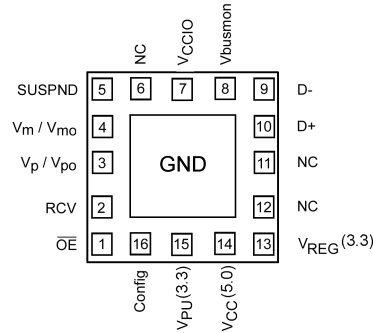 NC
VCCIO
Vbusmon
SUSPND 5 6 7 8 9 D-
Vm / Vmo 4 10 D+
Vp / Vpo 3 GND 11 NC
RCV 2 12 NC
OE 1 16 15 14 13 VREG(3.3)
Config
VPU(3.3)
VCC(5.0)